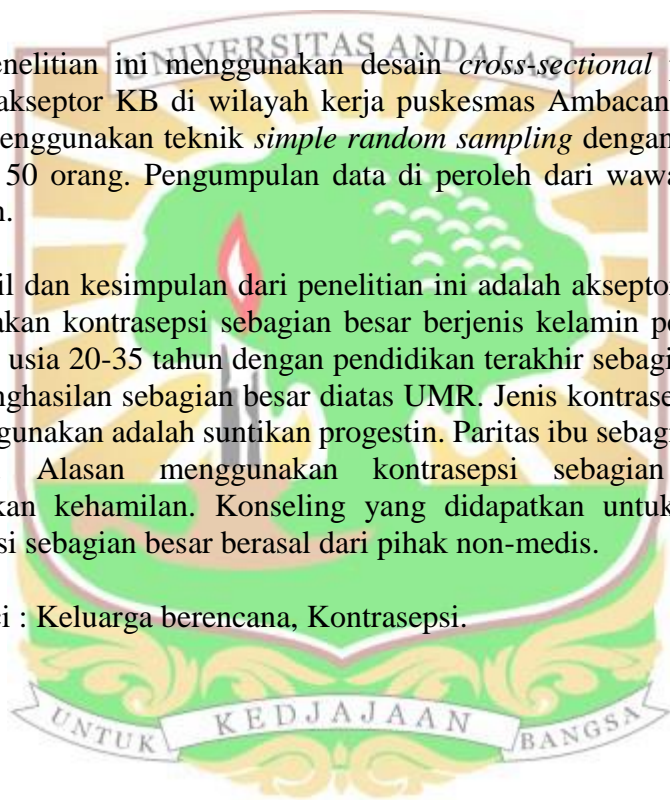 UNIVERSITAS ANDALAS
enelitian ini menggunakan desain cross-sectional
akseptor KB di wilayah kerja puskesmas Ambacan
enggunakan teknik simple random sampling dengan
50 orang. Pengumpulan data di peroleh dari wawa
n.
il dan kesimpulan dari penelitian ini adalah akseptor
akan kontrasepsi sebagian besar berjenis kelamin pe
usia 20-35 tahun dengan pendidikan terakhir sebagi
nghasilan sebagian besar diatas UMR. Jenis kontrase
gunakan adalah suntikan progestin. Paritas ibu sebagi
Alasan menggunakan kontrasepsi sebagian
kan kehamilan. Konseling yang didapatkan untuk
si sebagian besar berasal dari pihak non-medis.
ci : Keluarga berencana, Kontrasepsi.
UNTUK KEDJAJAAN BANGSA